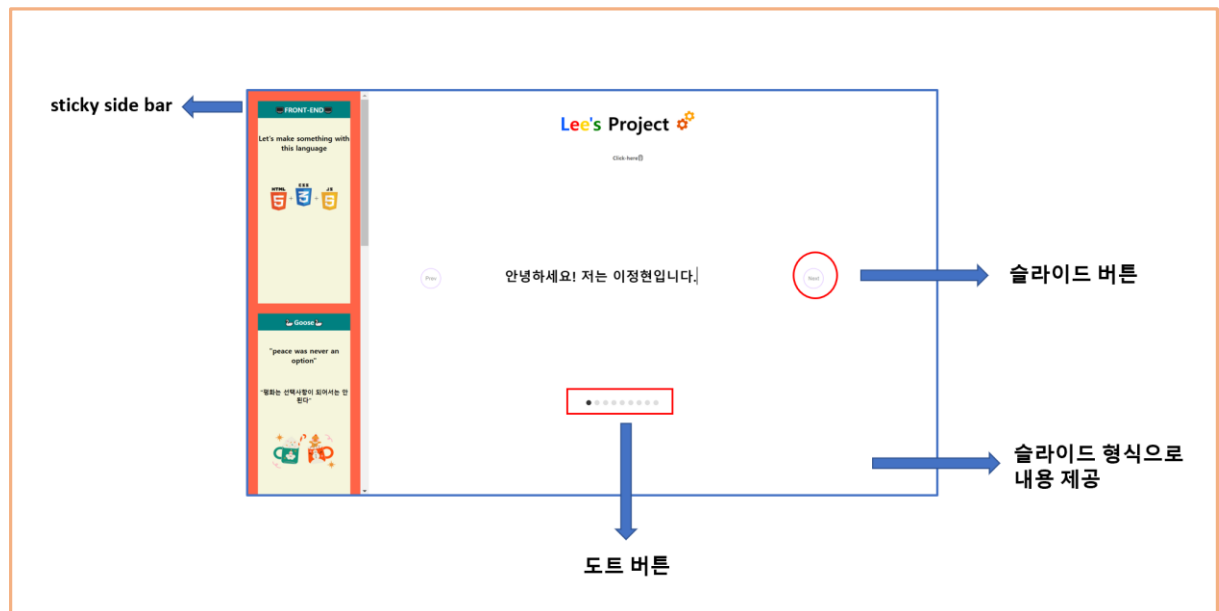 sticky side bar
FRONT-END
Let's make something with
this language
HTML
CSS
JS
Goose
"peace was never an
option"
"평화는 선택사항이 되어서는 안
된다"
Lee's Project
Click here
Prev
안녕하세요! 저는 이정현입니다.
Next
슬라이드 버튼
슬라이드 형식으로
내용 제공
도트 버튼